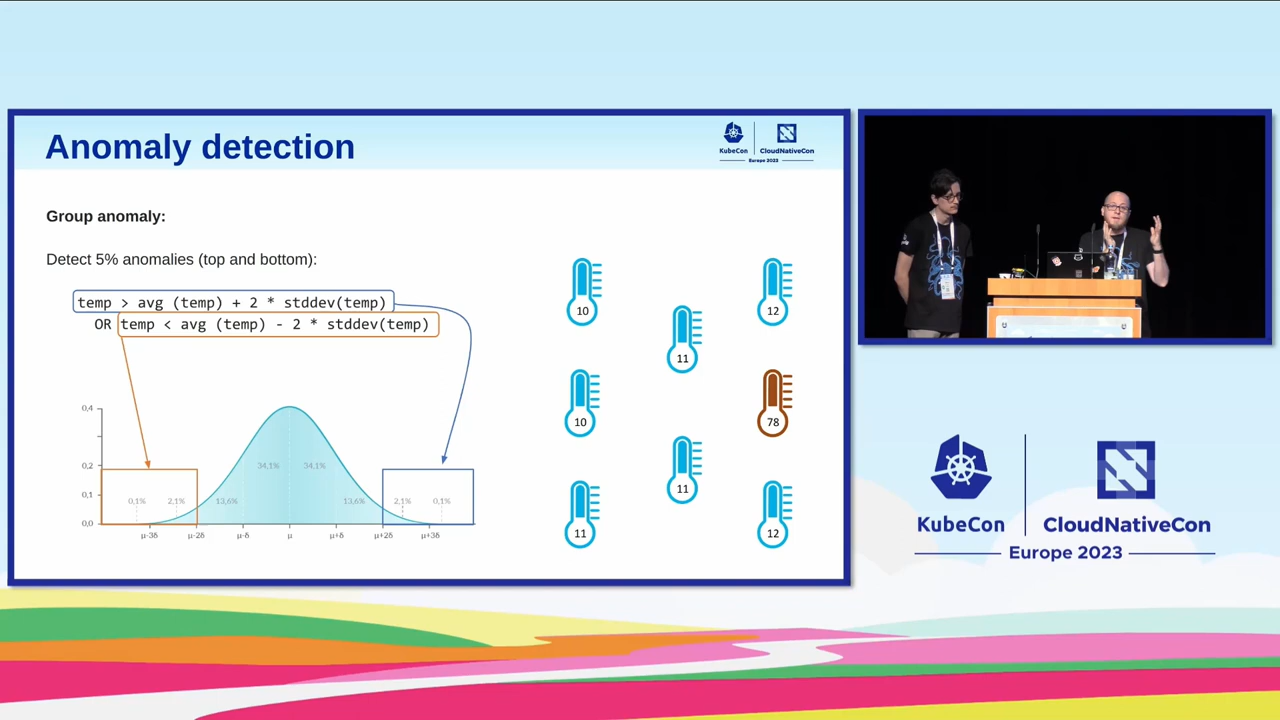 Anomaly detection
KubeCon
CloudNativeCon
Europe 2023
Group anomaly:
Detect 5% anomalies (top and bottom):
temp > avg (temp) + 2 * stddev(temp)
OR temp < avg (temp) - 2 * stddev(temp)
0,4
0,2
0,1
0,0
34,1% 34,1%
0,1% 2,1% 13,6% 13,6% 2,1% 0,1%
μ-3δ μ-2δ μ-δ μ μ+δ μ+2δ μ+3δ
10
12
11
10
78
11
11
12
KubeCon
CloudNativeCon
Europe 2023